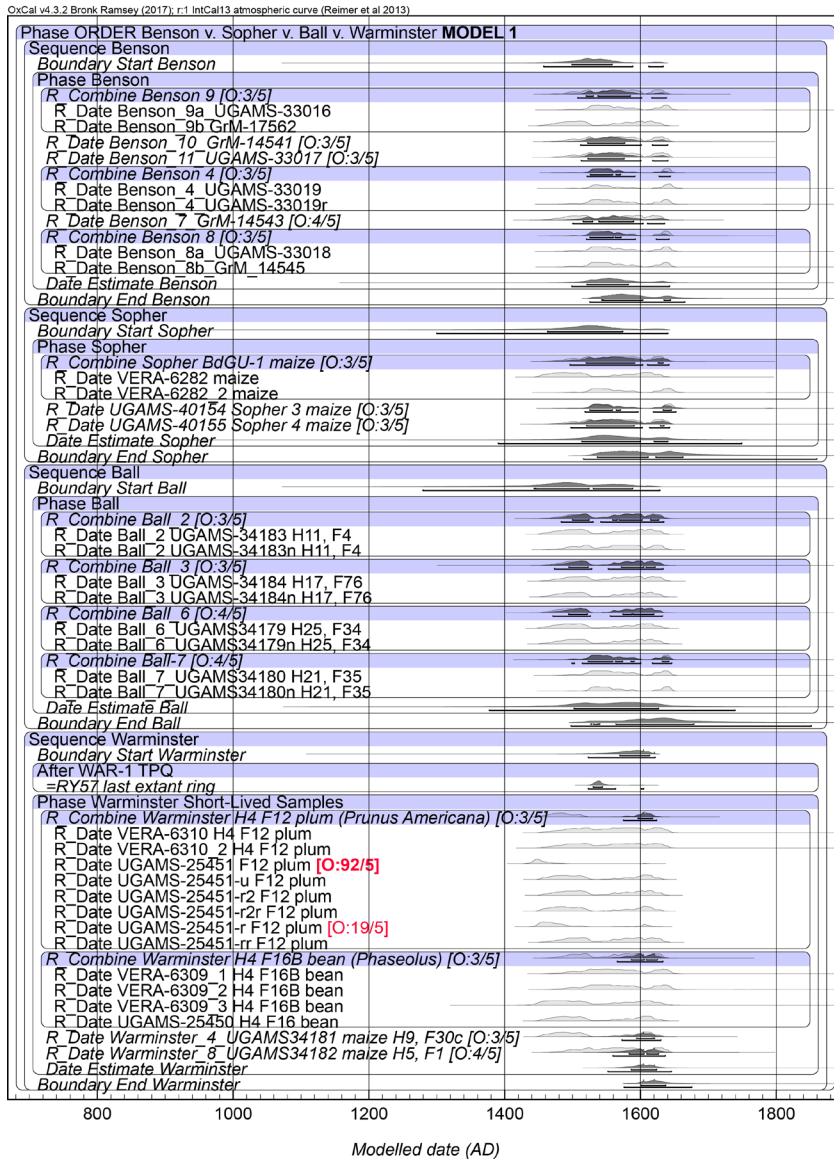 OxCal v4.3.2 Bronk Ramsey (2017); r:1 IntCal13 atmospheric curve (Reimer et al 2013)
Phase ORDER Benson v. Sopher v. Ball v. Warminster MODEL 1
Sequence Benson
Boundary Start Benson
Phase Benson
R_Combine Benson 9 [O:3/5]
R_Date Benson_9a_UGAMS-33016
R_Date Benson_9b GrM-17562
R_Date Benson_10_GrM-14541 [O:3/5]
R_Date Benson_11_UGAMS-33017 [O:3/5]
R_Combine Benson 4 [O:3/5]
R_Date Benson_4_UGAMS-33019
R_Date Benson_4_UGAMS-33019r
R_Date Benson_7_GrM-14543 [O:4/5]
R_Combine Benson 8 [O:3/5]
R_Date Benson_8a_UGAMS-33018
R_Date Benson_8b_GrM_14545
Date Estimate Benson
Boundary End Benson
Sequence Sopher
Boundary Start Sopher
Phase Sopher
R_Combine Sopher BdGU-1 maize [O:3/5]
R_Date VERA-6282 maize
R_Date VERA-6282_2 maize
R_Date UGAMS-40154 Sopher 3 maize [O:3/5]
R_Date UGAMS-40155 Sopher 4 maize [O:3/5]
Date Estimate Sopher
Boundary End Sopher
Sequence Ball
Boundary Start Ball
Phase Ball
R_Combine Ball_2 [O:3/5]
R_Date Ball_2 UGAMS-34183 H11, F4
R_Date Ball_2 UGAMS-34183n H11, F4
R_Combine Ball_3 [O:3/5]
R_Date Ball_3 UGAMS-34184 H17, F76
R_Date Ball_3 UGAMS-34184n H17, F76
R_Combine Ball_6 [O:4/5]
R_Date Ball_6_UGAMS34179 H25, F34
R_Date Ball_6_UGAMS34179n H25, F34
R_Combine Ball-7 [O:4/5]
R_Date Ball_7_UGAMS34180 H21, F35
R_Date Ball_7_UGAMS34180n H21, F35
Date Estimate Ball
Boundary End Ball
Sequence Warminster
Boundary Start Warminster
After WAR-1 TPQ
=RY57 last extant ring
Phase Warminster Short-Lived Samples
R_Combine Warminster H4 F12 plum (Prunus Americana) [O:3/5]
R_Date VERA-6310 H4 F12 plum
R_Date VERA-6310_2 H4 F12 plum
R_Date UGAMS-25451 F12 plum [O:92/5]
R_Date UGAMS-25451-u F12 plum
R_Date UGAMS-25451-r2 F12 plum
R_Date UGAMS-25451-r2r F12 plum
R_Date UGAMS-25451-r F12 plum [O:19/5]
R_Date UGAMS-25451-rr F12 plum
R_Combine Warminster H4 F16B bean (Phaseolus) [O:3/5]
R_Date VERA-6309_1 H4 F16B bean
R_Date VERA-6309_2 H4 F16B bean
R_Date VERA-6309_3 H4 F16B bean
R_Date UGAMS-25450 H4 F16 bean
R_Date Warminster_4_UGAMS34181 maize H9, F30c [O:3/5]
R_Date Warminster_8_UGAMS34182 maize H5, F1 [O:4/5]
Date Estimate Warminster
Boundary End Warminster
800 1000 1200 1400 1600 1800
Modelled date (AD)